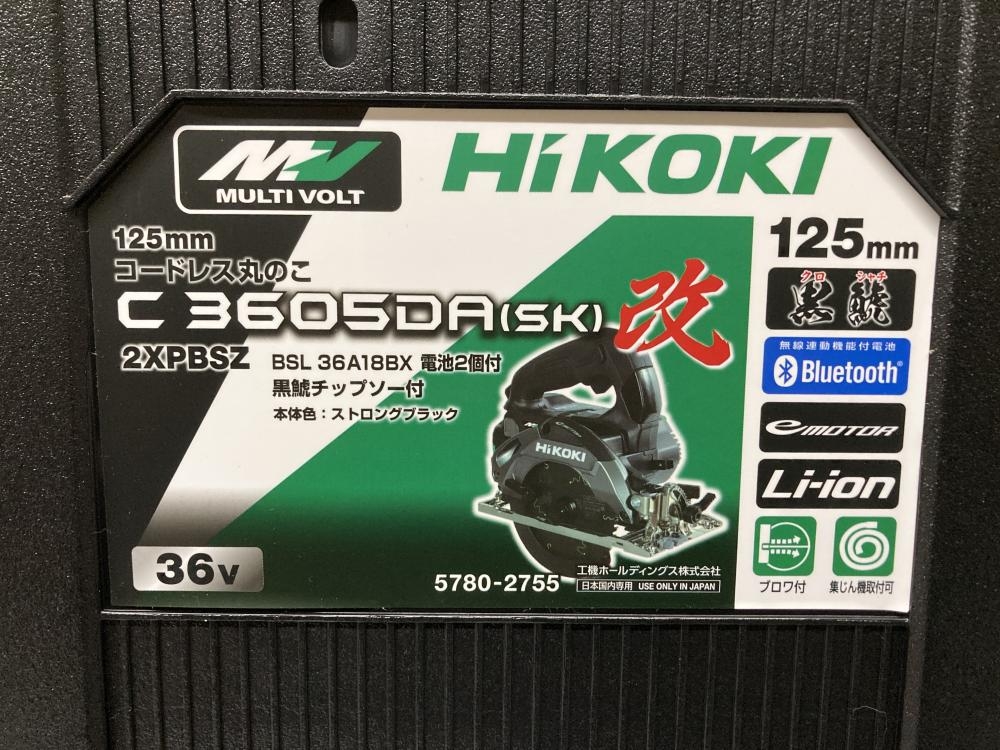 MV
MULTI VOLT
HiKOKI
125mm
コードレス丸のこ
C 3605DA(SK) 改
2XPBSZ BSL 36A18BX 電池2個付
黒鯱チップソー付
本体色：ストロングブラック
HiKOKI
36V
5780-2755
工機ホールディングス株式会社
日本国内専用 USE ONLY IN JAPAN
125mm
クロ シャチ
黒鯱
無線連動機能付電池
Bluetooth®
e MOTOR
Li-ion
ブロワ付
集じん機取付可